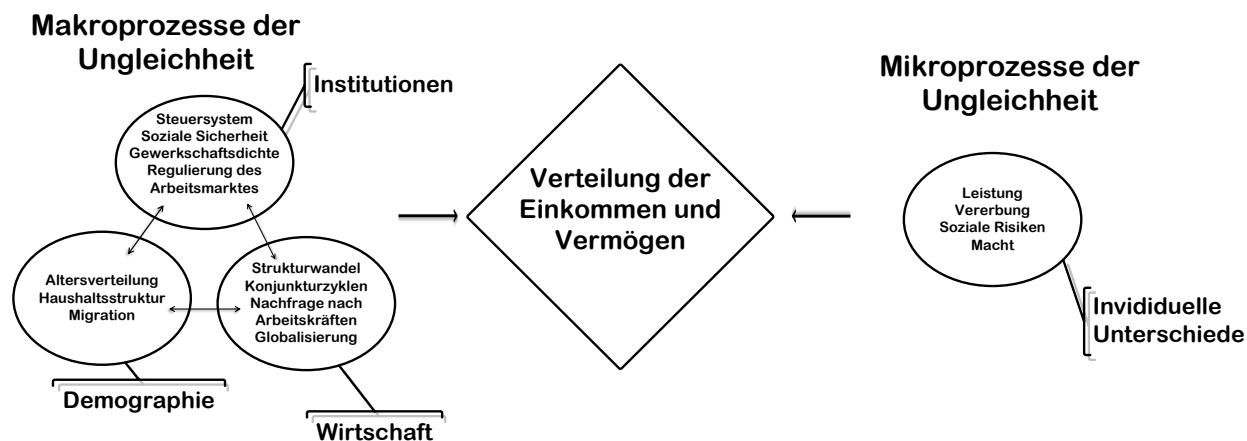 Makroprozesse der
Ungleichheit
Institutionen
Steuersystem
Soziale Sicherheit
Gewerkschaftsdichte
Regulierung des
Arbeitsmarktes
Altersverteilung
Haushaltsstruktur
Migration
Strukturwandel
Konjunkturzyklen
Nachfrage nach
Arbeitskräften
Globalisierung
Demographie
Wirtschaft
Verteilung der
Einkommen und
Vermögen
Mikroprozesse der
Ungleichheit
Leistung
Vererbung
Soziale Risiken
Macht
Invididuelle
Unterschiede